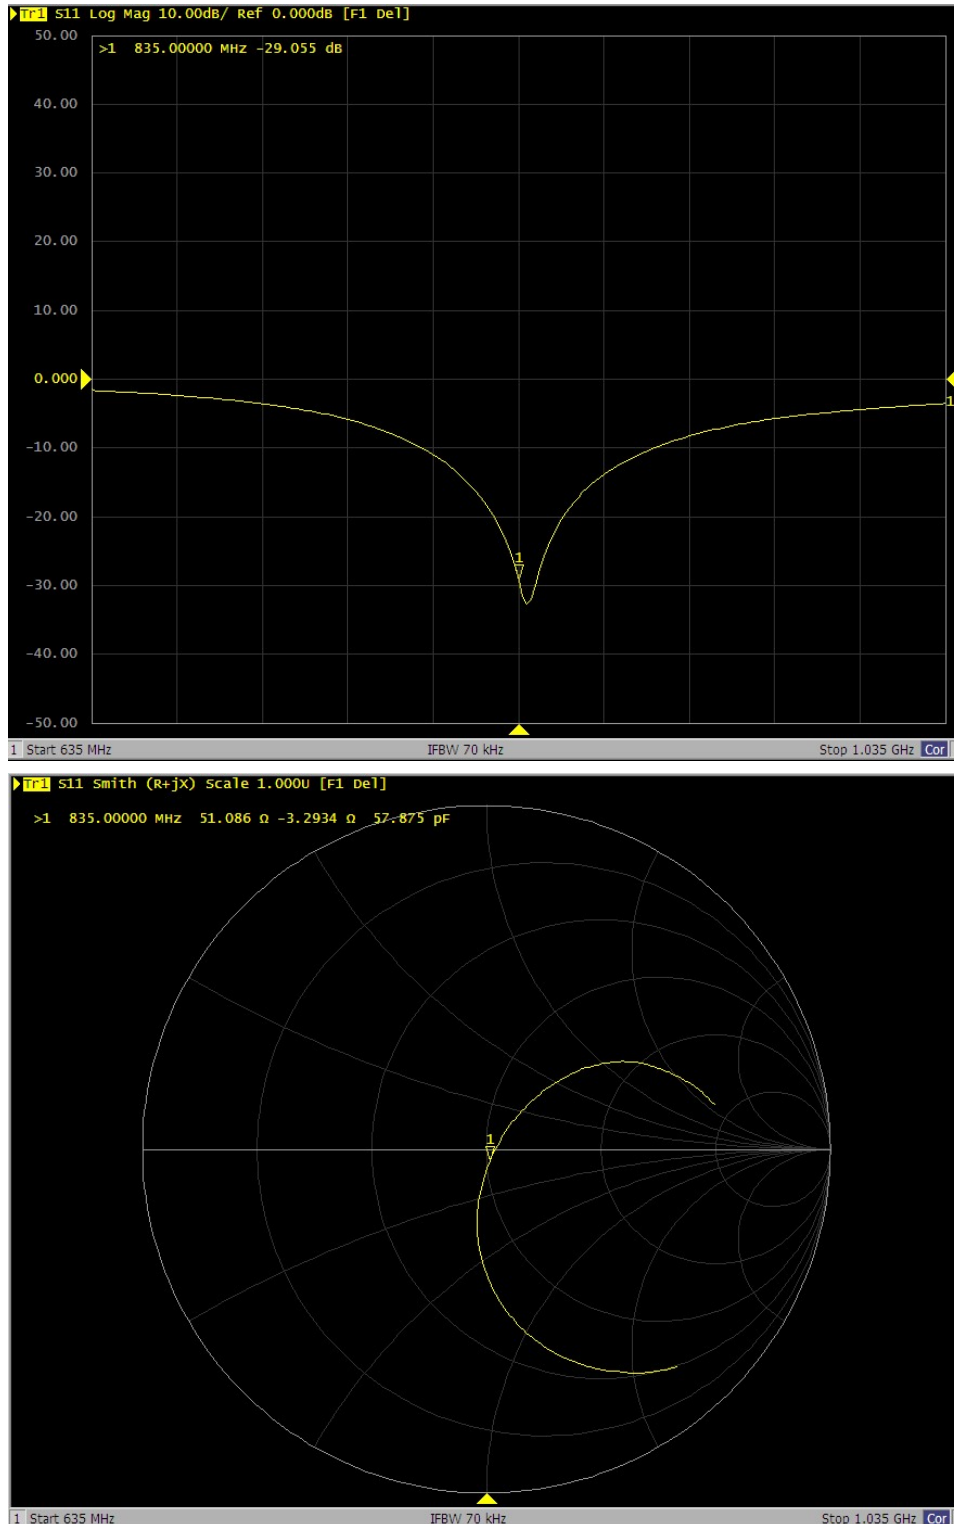 Tr1 S11 Log Mag 10.00dB/ Ref 0.000dB [F1 Del]
50.00
>1 835.00000 MHz -29.055 dB
40.00
30.00
20.00
10.00
0.000
1
-10.00
-20.00
1
-30.00
-40.00
-50.00
1 Start 635 MHz IFBW 70 kHz Stop 1.035 GHz Cor
Tr1 S11 Smith (R+jX) Scale 1.000U [F1 Del]
>1 835.00000 MHz 51.086 Ω -3.2934 Ω 57.875 pF
1
1 Start 635 MHz IFBW 70 kHz Stop 1.035 GHz Cor